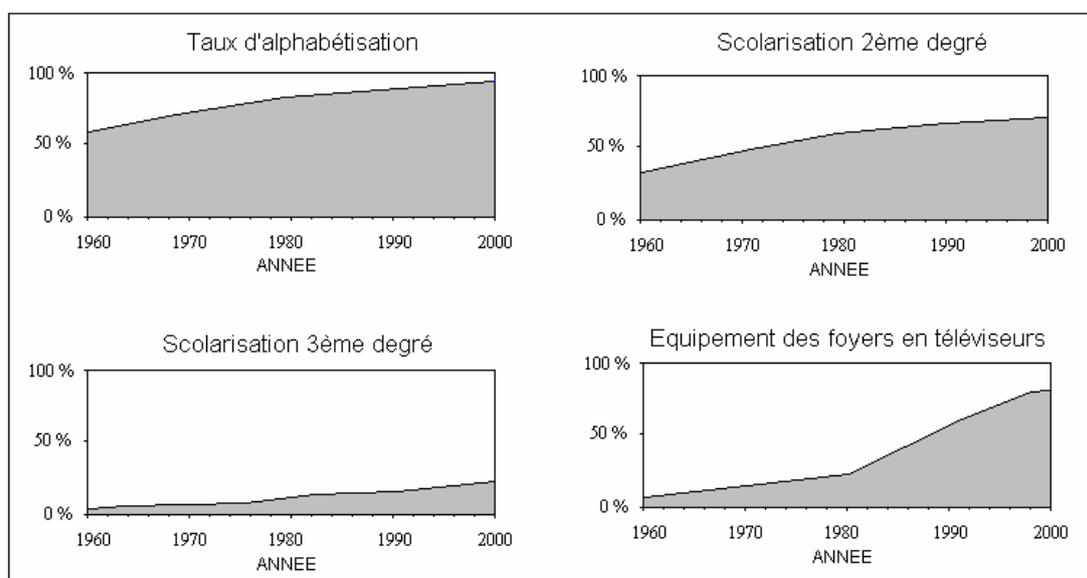 Taux d'alphabétisation
100 %
50 %
0 %
1960 1970 1980 1990 2000
ANNEE
Scolarisation 2ème degré
100 %
50 %
0 %
1960 1970 1980 1990 2000
ANNEE
Scolarisation 3ème degré
100 %
50 %
0 %
1960 1970 1980 1990 2000
ANNEE
Equipement des foyers en téléviseurs
100 %
50 %
0 %
1960 1970 1980 1990 2000
ANNEE